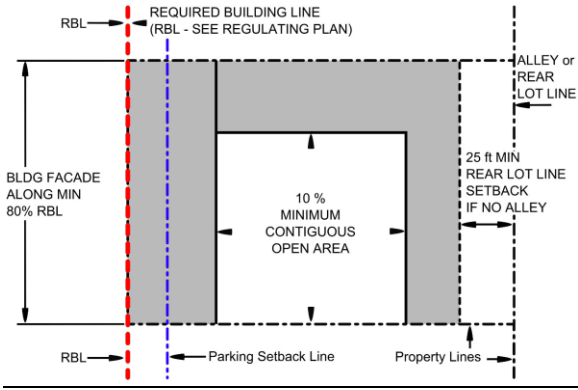 RBL
REQUIRED BUILDING LINE
(RBL - SEE REGULATING PLAN)
ALLEY or
REAR
LOT LINE
BLDG FACADE
ALONG MIN
80% RBL
10 %
MINIMUM
CONTIGUOUS
OPEN AREA
25 ft MIN
REAR LOT LINE
SETBACK
IF NO ALLEY
RBL
Parking Setback Line
Property Lines